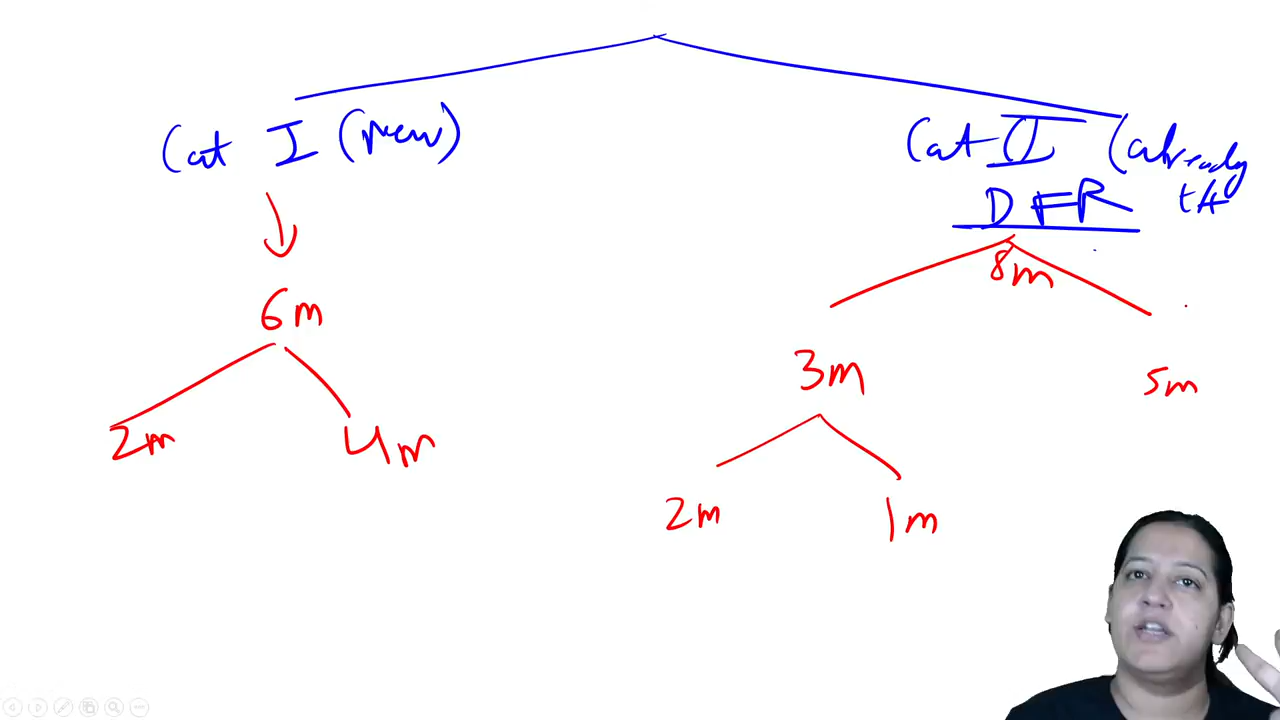 Cat I (new)
Cat II (already
t/t
DFR
6m
8m
2m 4m
3m 5m
2m 1m